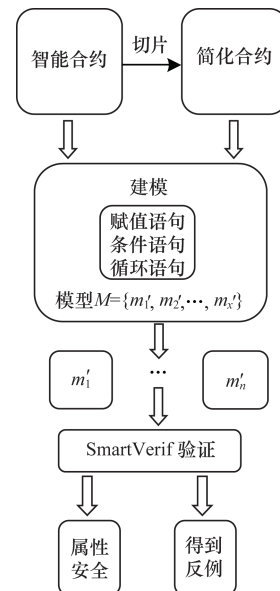 智能合约
切片
简化合约
建模
赋值语句
条件语句
循环语句
模型M={m₁′, m₂′,…, mₓ′}
m₁′
…
mₙ′
SmartVerif 验证
属性
安全
得到
反例